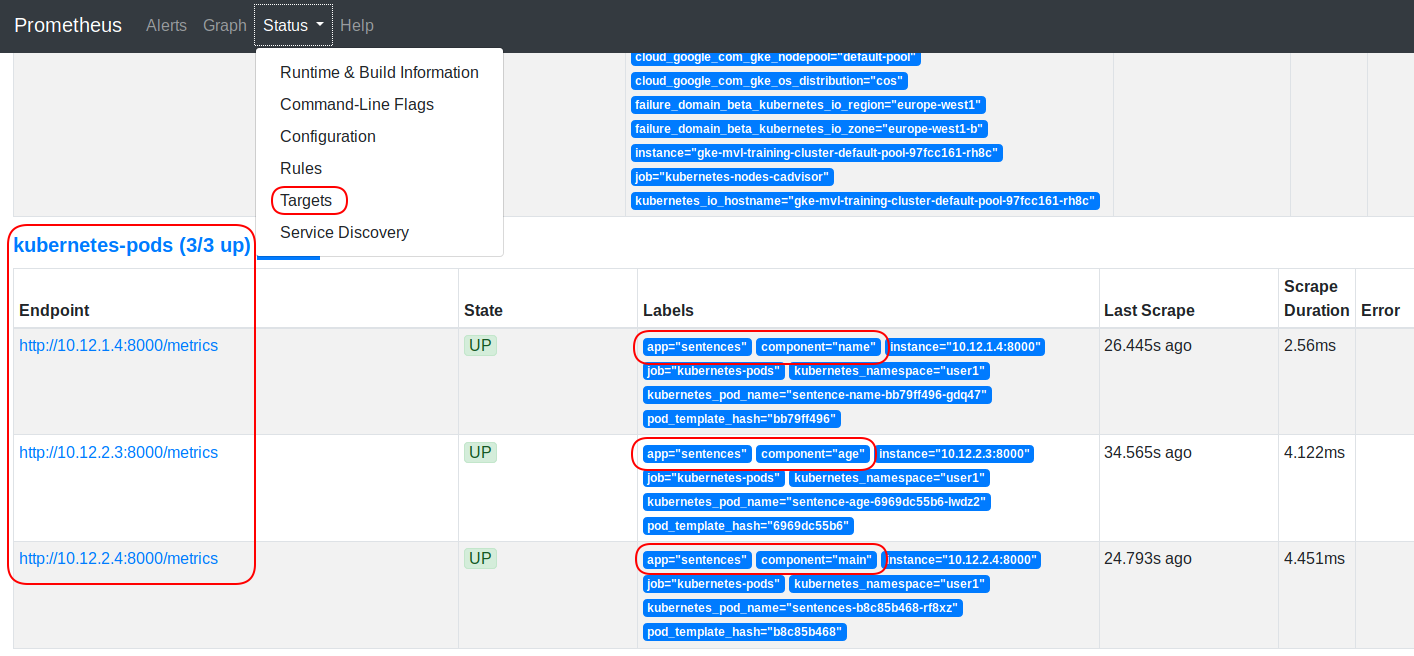 Prometheus Alerts Graph Status Help
Runtime & Build Information
Command-Line Flags
Configuration
Rules
Targets
Service Discovery
cloud_google_com_gke_nodepool="default-pool"
cloud_google_com_gke_os_distribution="cos"
failure_domain_beta_kubernetes_io_region="europe-west1"
failure_domain_beta_kubernetes_io_zone="europe-west1-b"
instance="gke-mvl-training-cluster-default-pool-97fcc161-rh8c"
job="kubernetes-nodes-cadvisor"
kubernetes_io_hostname="gke-mvl-training-cluster-default-pool-97fcc161-rh8c"
kubernetes-pods (3/3 up)
Endpoint State Labels Last Scrape Scrape Duration Error
http://10.12.1.4:8000/metrics UP app="sentences" component="name" instance="10.12.1.4:8000" 26.445s ago 2.56ms
job="kubernetes-pods" kubernetes_namespace="user1"
kubernetes_pod_name="sentence-name-bb79ff496-gdq47"
pod_template_hash="bb79ff496"
http://10.12.2.3:8000/metrics UP app="sentences" component="age" instance="10.12.2.3:8000" 34.565s ago 4.122ms
job="kubernetes-pods" kubernetes_namespace="user1"
kubernetes_pod_name="sentence-age-6969dc55b6-lwdz2"
pod_template_hash="6969dc55b6"
http://10.12.2.4:8000/metrics UP app="sentences" component="main" instance="10.12.2.4:8000" 24.793s ago 4.451ms
job="kubernetes-pods" kubernetes_namespace="user1"
kubernetes_pod_name="sentences-b8c85b468-rf8xz"
pod_template_hash="b8c85b468"